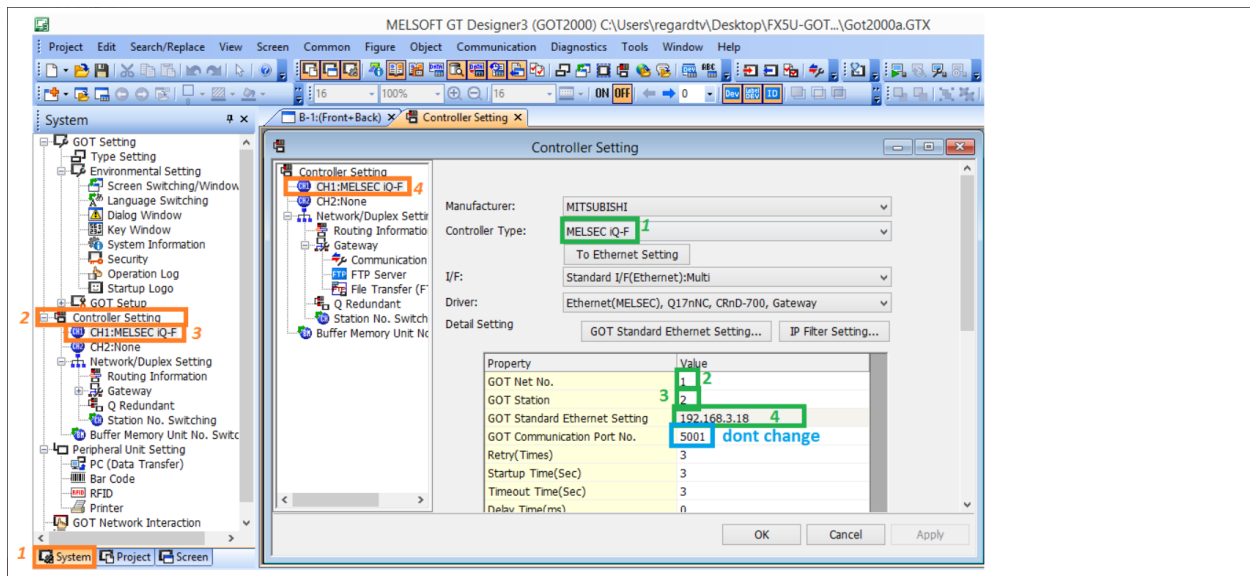 MELSOFT GT Designer3 (GOT2000) C:\Users\regardtv\Desktop\FX5U-GOT...\Got2000a.GTX
Project Edit Search/Replace View Screen Common Figure Object Communication Diagnostics Tools Window Help
16 100% 16 ON OFF 0 Dev ID
System
B-1:(Front+Back) Controller Setting
GOT Setting
Type Setting
Environmental Setting
Screen Switching/Window
Language Switching
Dialog Window
Key Window
System Information
Security
Operation Log
Startup Logo
GOT Setup
2 Controller Setting
CH1:MELSEC iQ-F 3
CH2:None
Network/Duplex Setting
Routing Information
Gateway
Q Redundant
Station No. Switching
Buffer Memory Unit No. Switc
Peripheral Unit Setting
PC (Data Transfer)
Bar Code
RFID
Printer
GOT Network Interaction
1 System Project Screen
Controller Setting
Controller Setting
CH1:MELSEC iQ-F 4
CH2:None
Network/Duplex Settin
Routing Informatio
Gateway
Communication
FTP Server
File Transfer (F
Q Redundant
Station No. Switch
Buffer Memory Unit Nc
Manufacturer: MITSUBISHI
Controller Type: MELSEC iQ-F 1
To Ethernet Setting
I/F: Standard I/F(Ethernet):Multi
Driver: Ethernet(MELSEC), Q17nNC, CRnD-700, Gateway
Detail Setting GOT Standard Ethernet Setting... IP Filter Setting...
Property Value
GOT Net No. 1 2
GOT Station 3 2
GOT Standard Ethernet Setting 192.168.3.18 4
GOT Communication Port No. 5001 dont change
Retry(Times) 3
Startup Time(Sec) 3
Timeout Time(Sec) 3
Delay Time(ms) 0
OK Cancel Apply